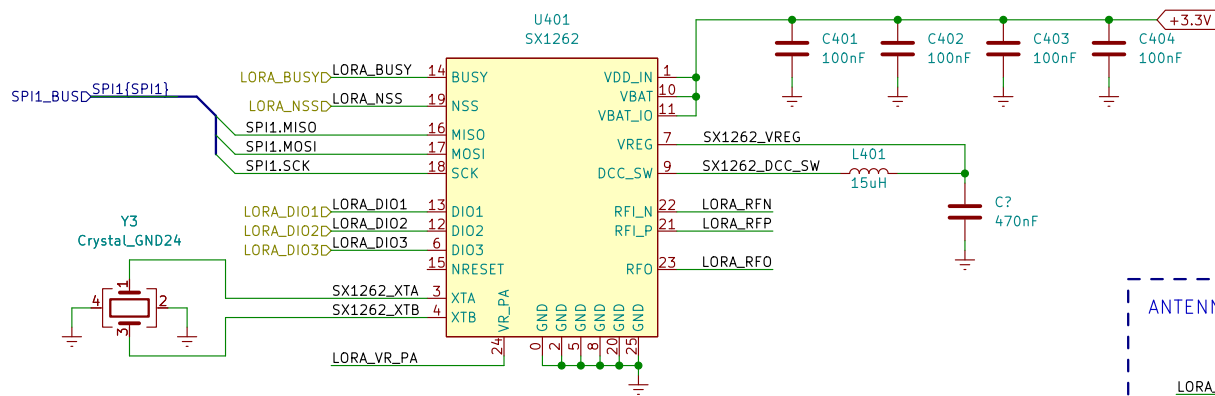 U401
SX1262
+3.3V
C401
100nF
C402
100nF
C403
100nF
C404
100nF
LORA_BUSY
LORA_BUSY
14
BUSY
VDD_IN
1
SPI1_BUS
SPI1{SPI1}
LORA_NSS
LORA_NSS
19
NSS
VBAT
10
VBAT_IO
11
SPI1.MISO
16
MISO
SPI1.MOSI
17
MOSI
SPI1.SCK
18
SCK
VREG
7
SX1262_VREG
DCC_SW
9
SX1262_DCC_SW
L401
15uH
C?
470nF
LORA_DIO1
LORA_DIO1
13
DIO1
LORA_DIO2
LORA_DIO2
12
DIO2
LORA_DIO3
LORA_DIO3
6
DIO3
15
NRESET
RFI_N
22
LORA_RFN
RFI_P
21
LORA_RFP
RFO
23
LORA_RFO
Y3
Crystal_GND24
1
4
2
3
SX1262_XTA
3
XTA
SX1262_XTB
4
XTB
VR_PA
24
LORA_VR_PA
GND
0
GND
2
GND
5
GND
8
GND
20
GND
25
ANTENN
LORA_